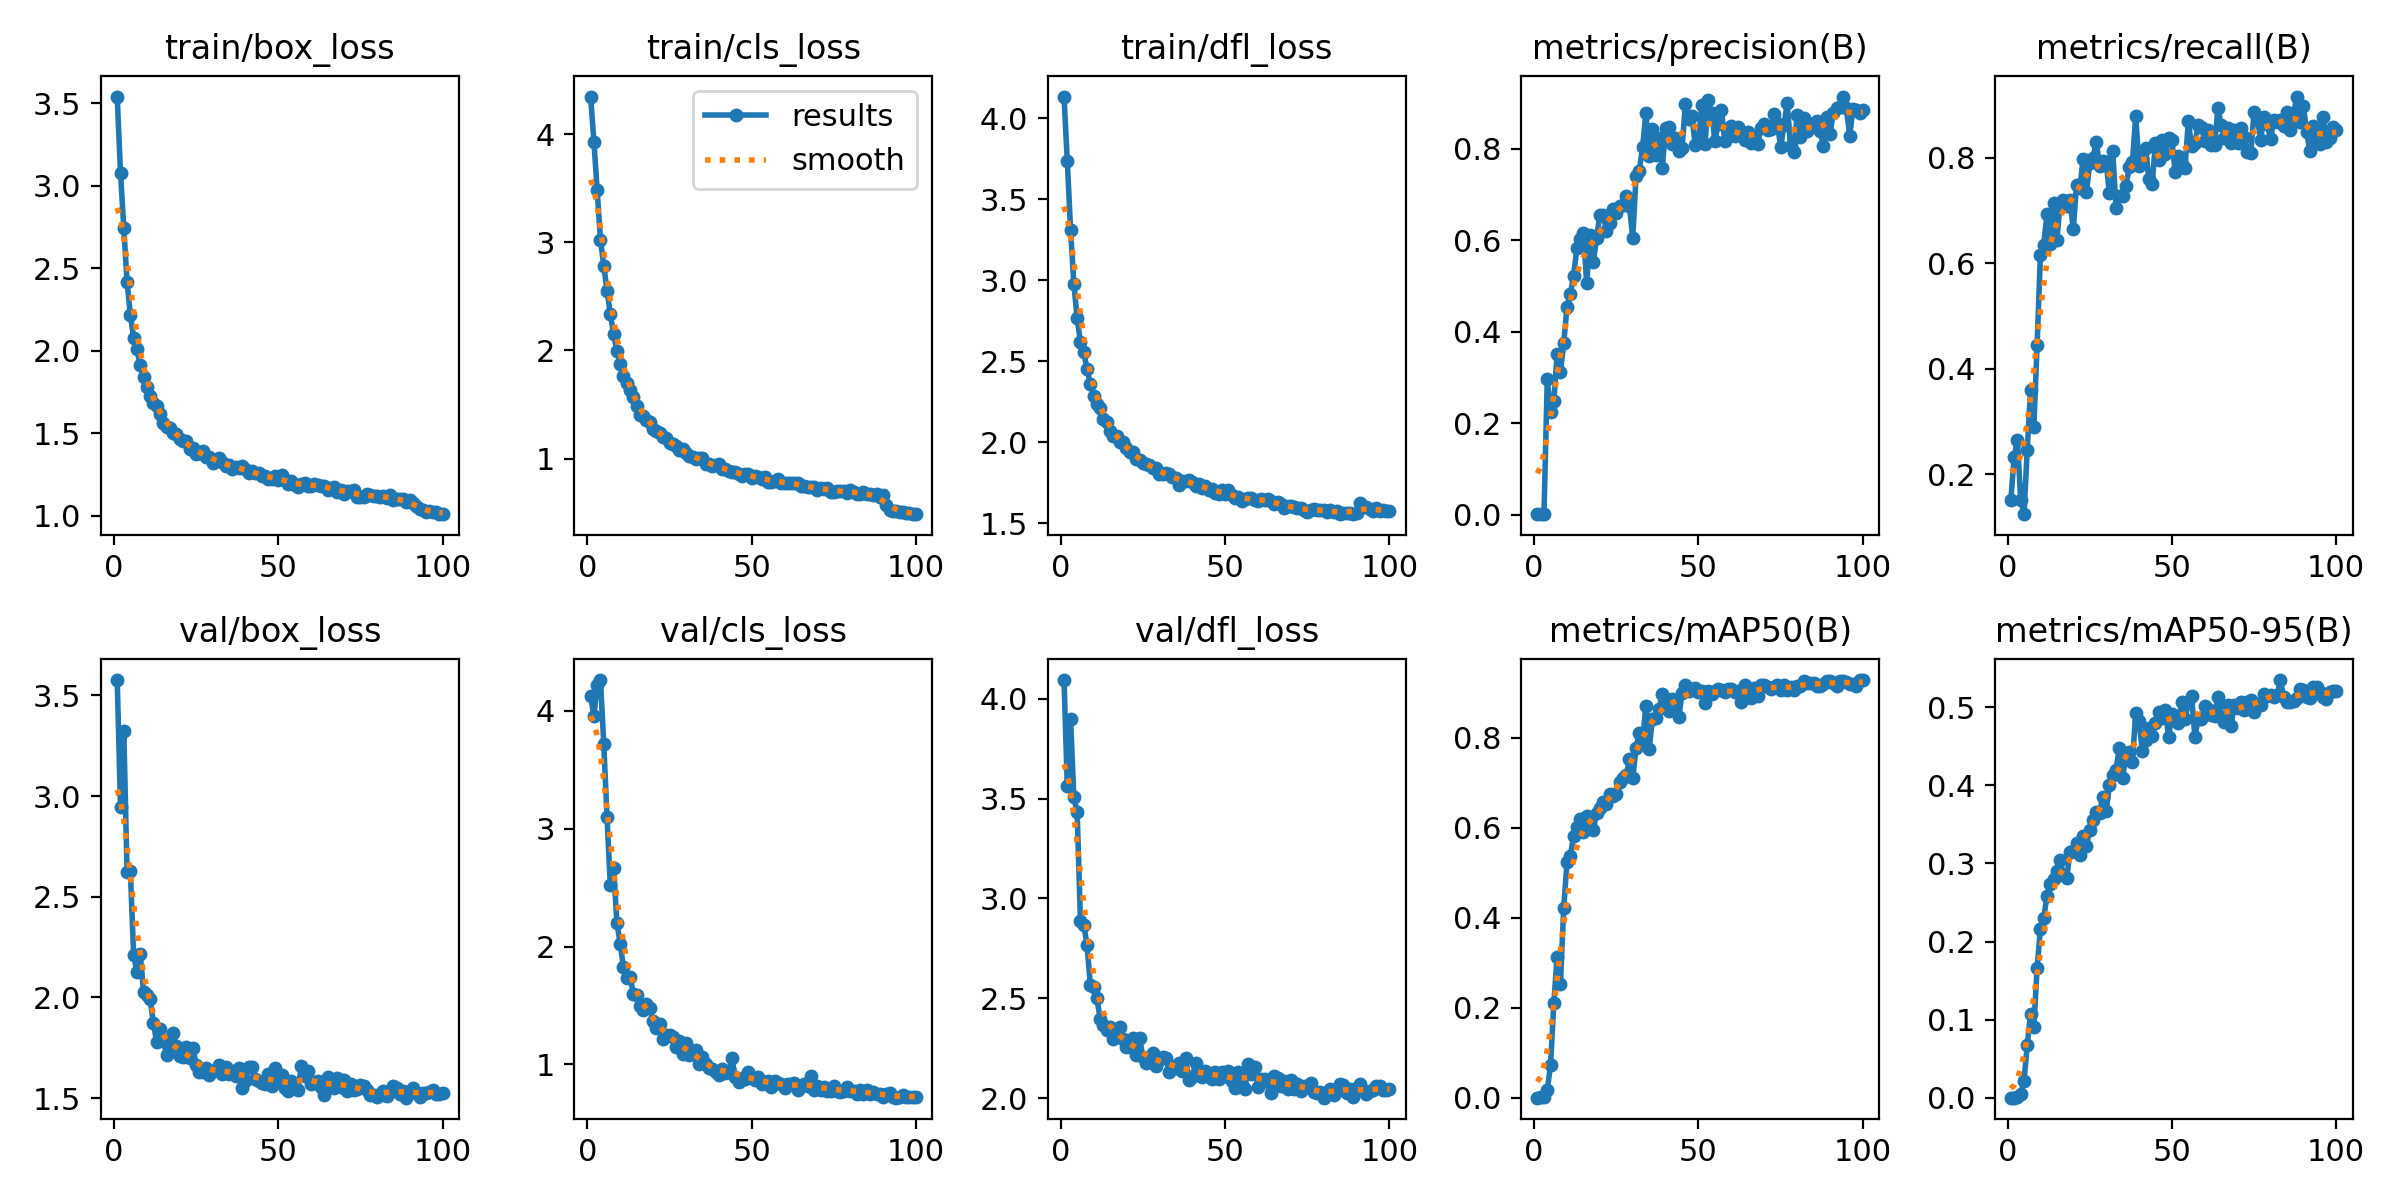 train/box_loss
3.5
3.0
2.5
2.0
1.5
1.0
0 50 100
train/cls_loss
results
smooth
4
3
2
1
0 50 100
train/dfl_loss
4.0
3.5
3.0
2.5
2.0
1.5
0 50 100
metrics/precision(B)
0.8
0.6
0.4
0.2
0.0
0 50 100
metrics/recall(B)
0.8
0.6
0.4
0.2
0 50 100
val/box_loss
3.5
3.0
2.5
2.0
1.5
0 50 100
val/cls_loss
4
3
2
1
0 50 100
val/dfl_loss
4.0
3.5
3.0
2.5
2.0
0 50 100
metrics/mAP50(B)
0.8
0.6
0.4
0.2
0.0
0 50 100
metrics/mAP50-95(B)
0.5
0.4
0.3
0.2
0.1
0.0
0 50 100